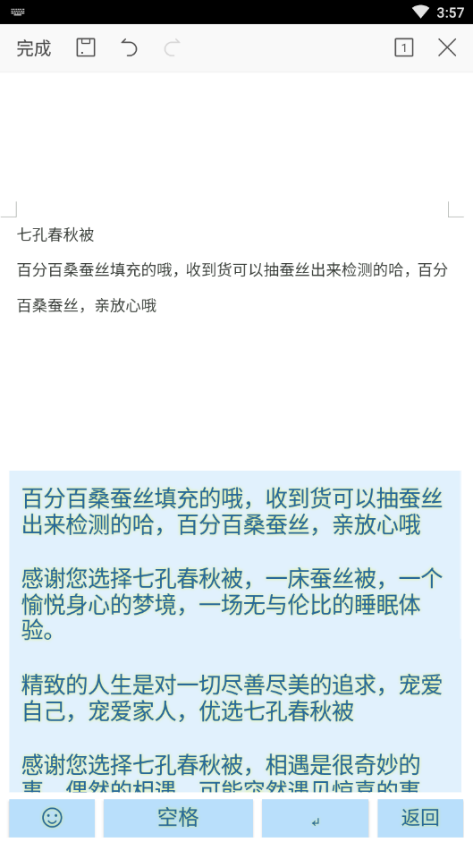 3:57
完成
1
七孔春秋被
百分百桑蚕丝填充的哦，收到货可以抽蚕丝出来检测的哈，百分
百桑蚕丝，亲放心哦
百分百桑蚕丝填充的哦，收到货可以抽蚕丝
出来检测的哈，百分百桑蚕丝，亲放心哦
感谢您选择七孔春秋被，一床蚕丝被，一个
愉悦身心的梦境，一场无与伦比的睡眠体
验。
精致的人生是对一切尽善尽美的追求，宠爱
自己，宠爱家人，优选七孔春秋被
感谢您选择七孔春秋被，相遇是很奇妙的
事，偶然的相遇，可能突然遇见惊喜的事
空格
返回